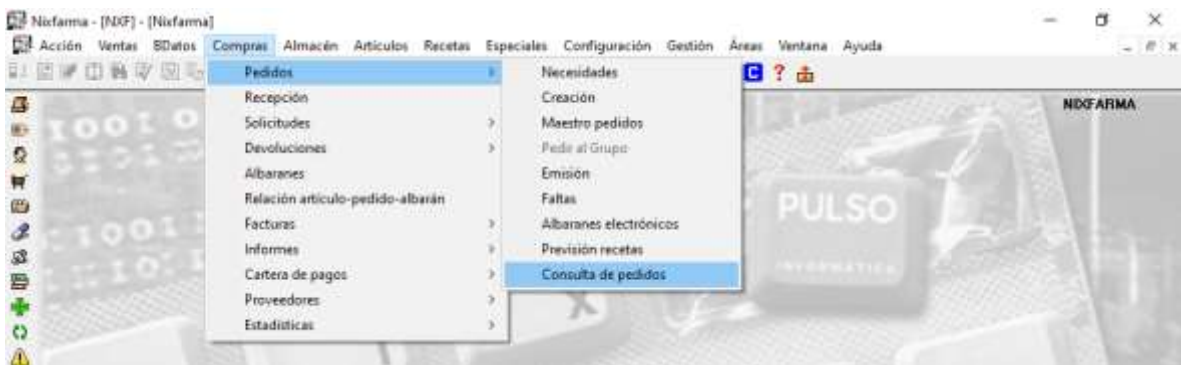 Nixfarma - [NXF] - [Nixfarma]
Acción Ventas BDatos Compras Almacén Artículos Recetas Especiales Configuración Gestión Áreas Ventana Ayuda
C ?
NIXFARMA
Pedidos
Recepción
Solicitudes
Devoluciones
Albaranes
Relación artículo-pedido-albarán
Facturas
Informes
Cartera de pagos
Proveedores
Estadísticas
Necesidades
Creación
Maestro pedidos
Pedir al Grupo
Emisión
Faltas
Albaranes electrónicos
Previsión recetas
Consulta de pedidos
PULSO
INFORMATICA
X